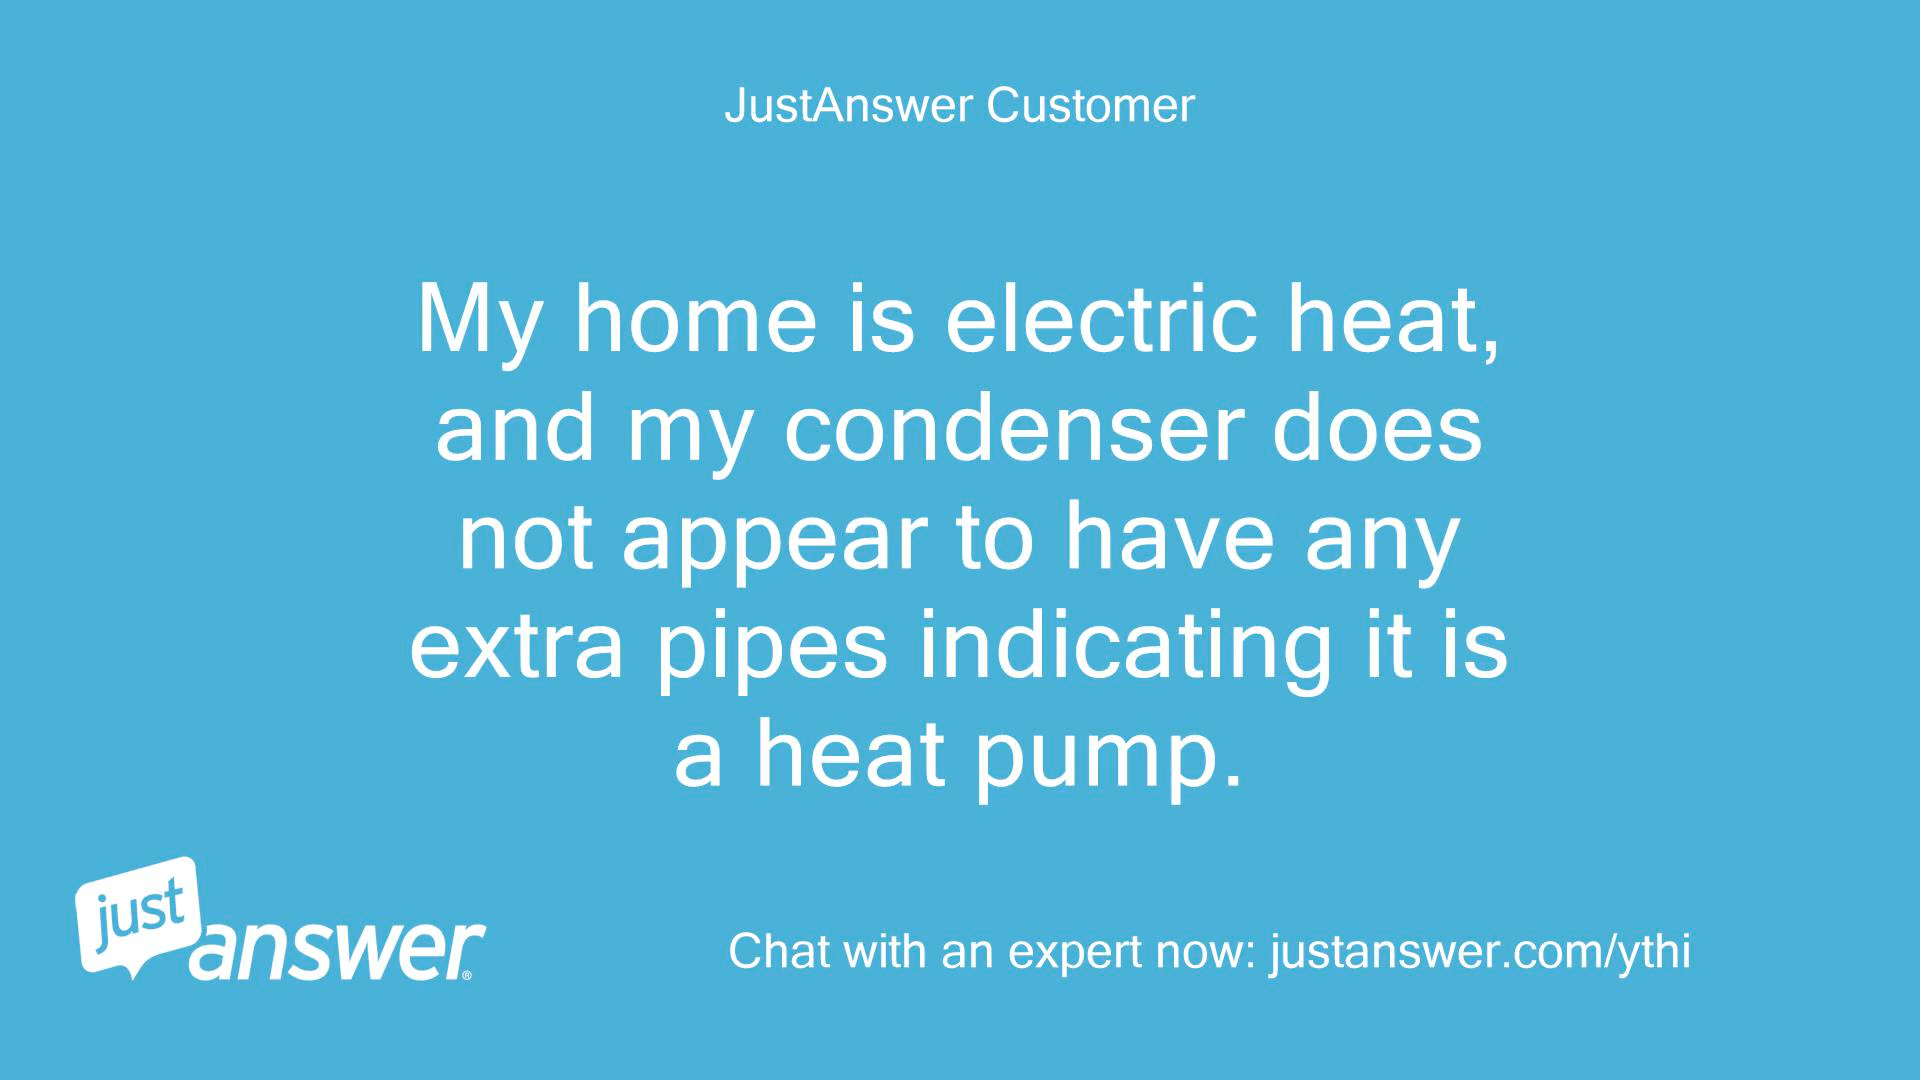 JustAnswer Customer
My home is electric heat,
and my condenser does
not appear to have any
extra pipes indicating it is
a heat pump.
just
answer®
Chat with an expert now: justanswer.com/ythi